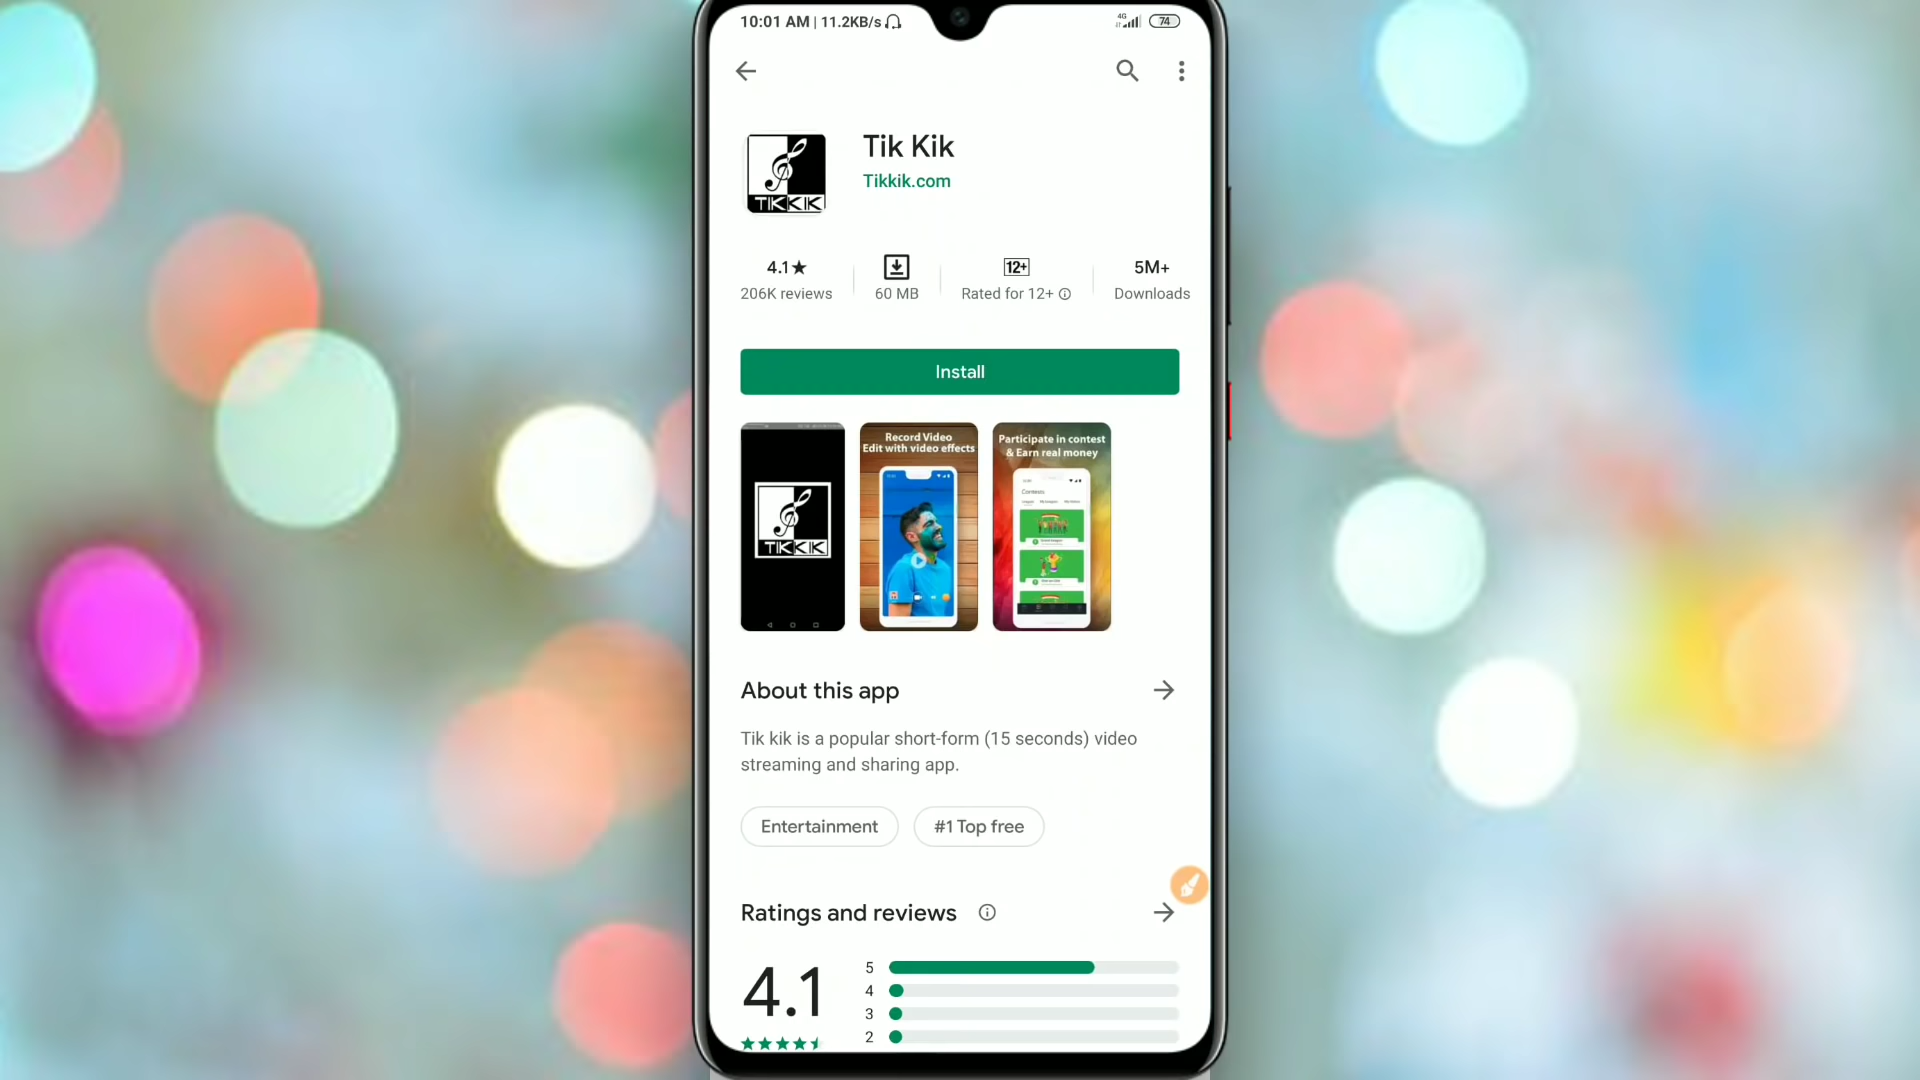 10:01 AM | 11.2KB/s
4G
74
Tik Kik
TIKKIK
Tikkik.com
4.1★
206K reviews
60 MB
12+
Rated for 12+
5M+
Downloads
Install
TIKKIK
Record Video
Edit with video effects
Participate in contest
& Earn real money
Contests
About this app
Tik kik is a popular short-form (15 seconds) video
streaming and sharing app.
Entertainment
#1 Top free
Ratings and reviews
4.1
5
4
3
2